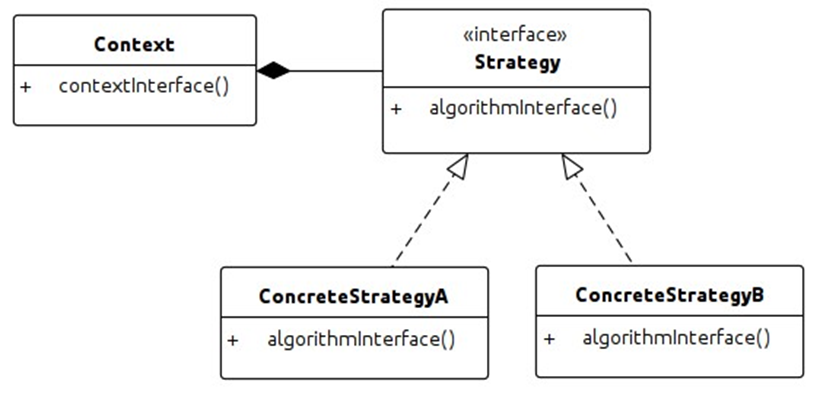 Context
+ contextInterface()
«interface»
Strategy
+ algorithmInterface()
ConcreteStrategyA
+ algorithmInterface()
ConcreteStrategyB
+ algorithmInterface()